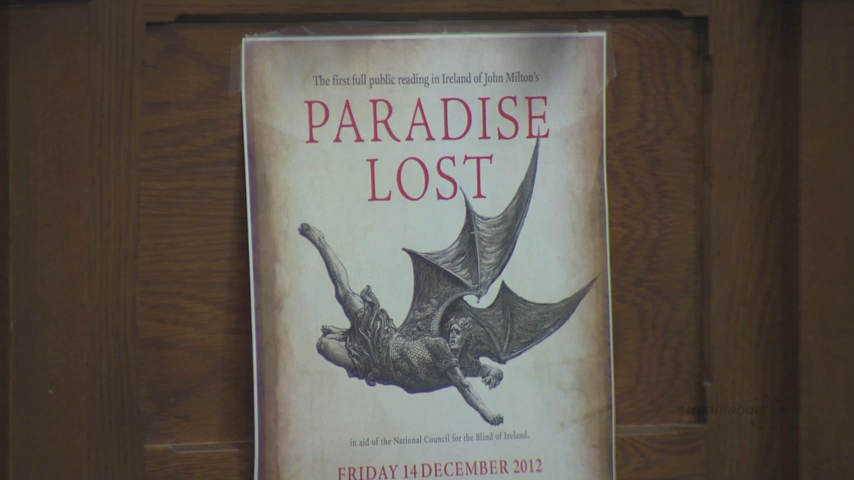 The first full public reading in Ireland of John Milton's
PARADISE
LOST
in aid of the National Council for the Blind of Ireland.
FRIDAY 14 DECEMBER 2012